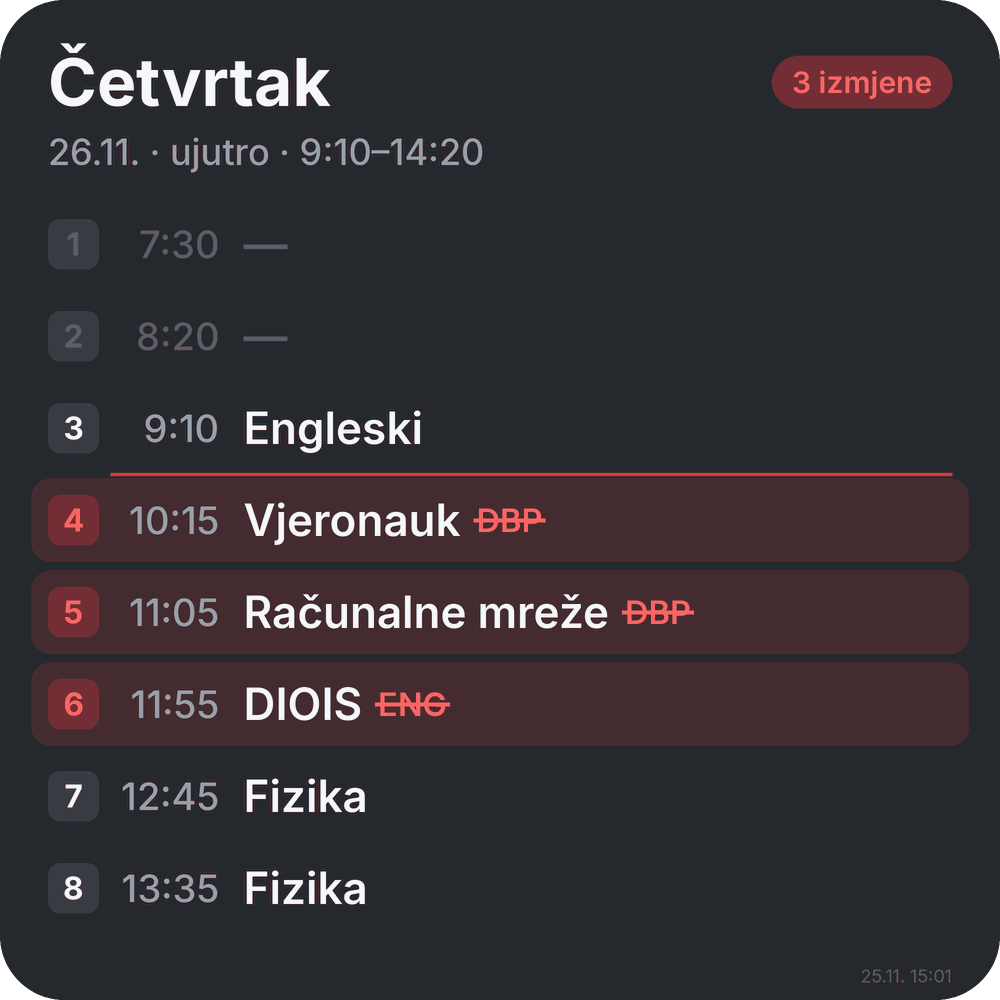 Četvrtak
3 izmjene
26.11. · ujutro · 9:10–14:20
1 7:30 —
2 8:20 —
3 9:10 Engleski
4 10:15 Vjeronauk DBP
5 11:05 Računalne mreže DBP
6 11:55 DIOIS ENG
7 12:45 Fizika
8 13:35 Fizika
25.11. 15:01